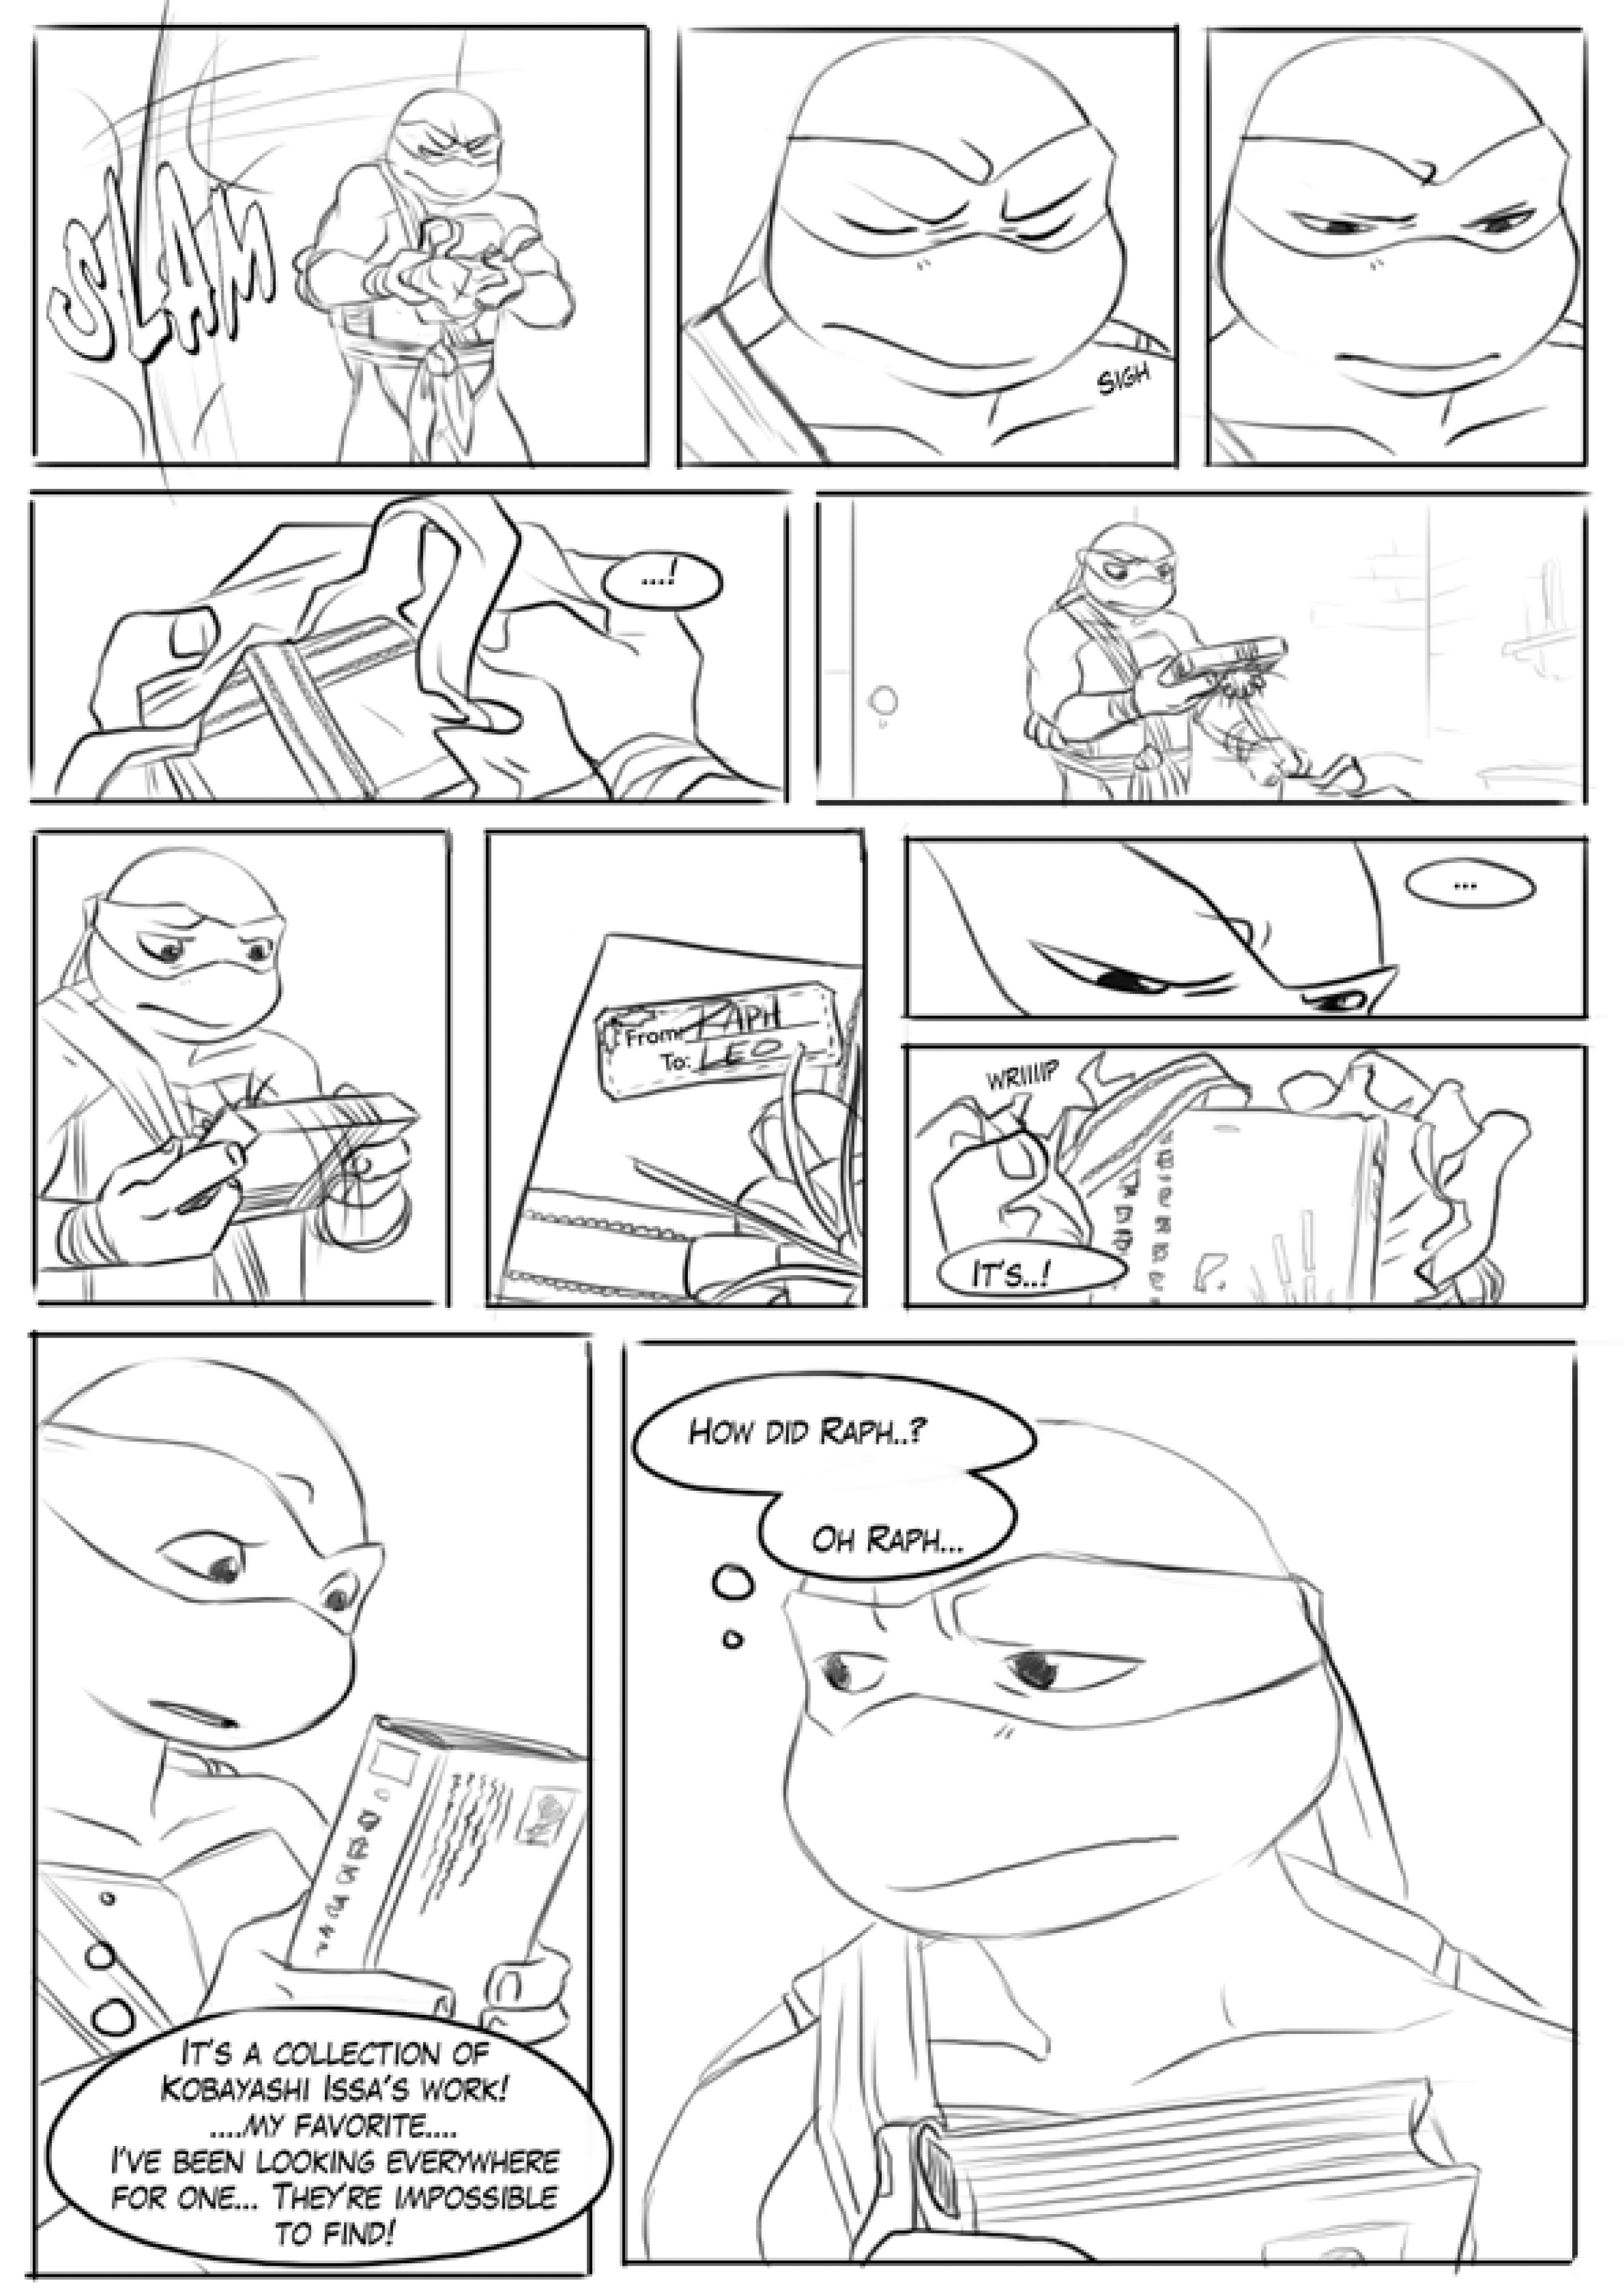 SLAM
SIGH
....!
From: RAPH
To: LEO
...
WRIIIIP
IT'S..!
IT'S A COLLECTION OF
KOBAYASHI ISSA'S WORK!
....MY FAVORITE....
I'VE BEEN LOOKING EVERYWHERE
FOR ONE... THEY'RE IMPOSSIBLE
TO FIND!
HOW DID RAPH..?
OH RAPH...